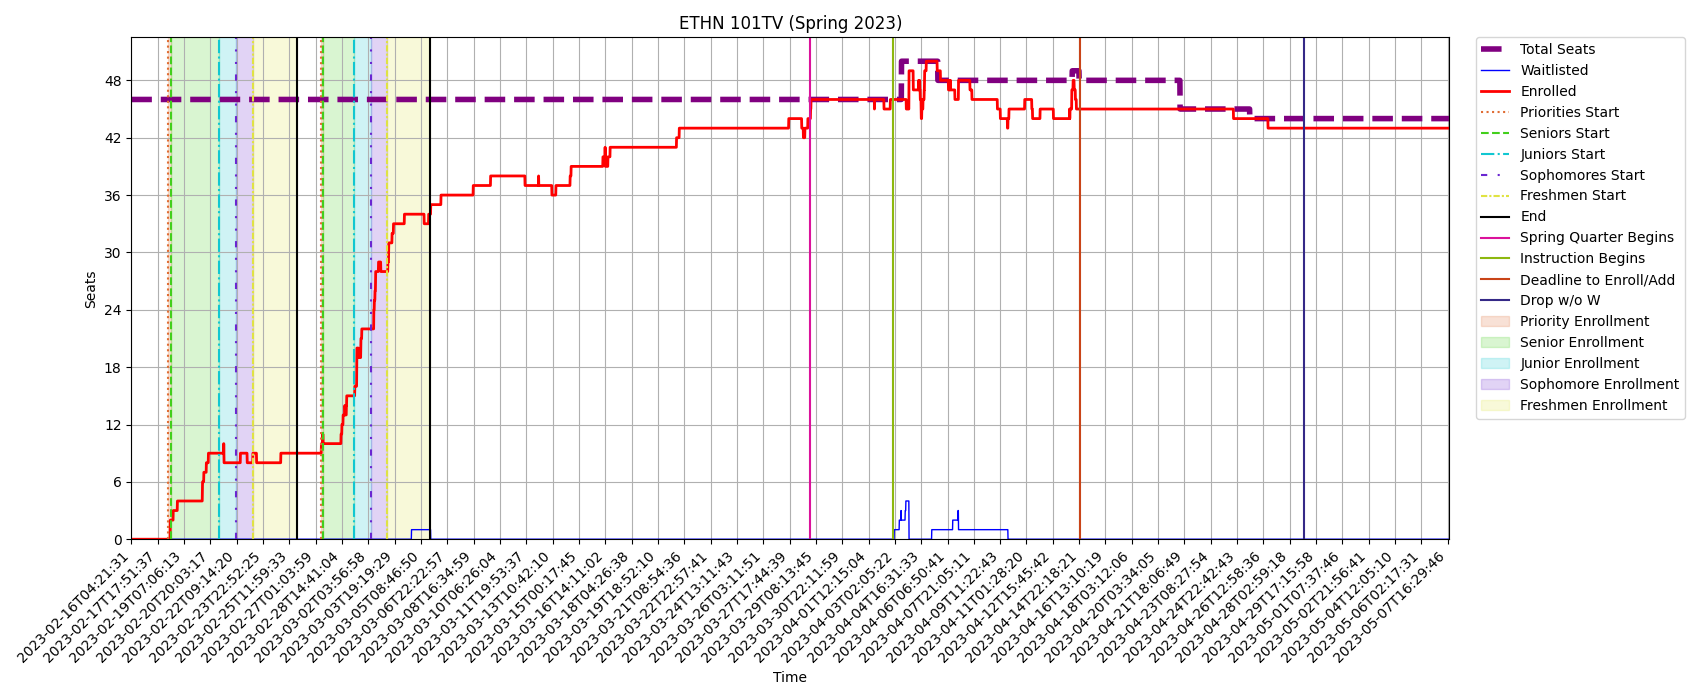 ETHN 101TV (Spring 2023)
Seats
48
42
36
30
24
18
12
6
0
2023-02-16T04:21:31
2023-02-17T17:51:37
2023-02-19T07:06:13
2023-02-20T20:03:17
2023-02-22T09:14:20
2023-02-23T22:52:25
2023-02-25T11:59:33
2023-02-27T01:03:59
2023-02-28T14:41:04
2023-03-02T03:56:58
2023-03-03T19:19:29
2023-03-05T08:46:50
2023-03-06T22:22:57
2023-03-08T16:34:59
2023-03-10T06:26:04
2023-03-11T19:53:37
2023-03-13T10:42:10
2023-03-15T00:17:45
2023-03-16T14:11:02
2023-03-18T04:26:38
2023-03-19T18:52:10
2023-03-21T08:54:36
2023-03-22T22:57:41
2023-03-24T13:11:43
2023-03-26T03:11:51
2023-03-27T17:44:39
2023-03-29T08:13:45
2023-03-30T22:11:59
2023-04-01T12:15:04
2023-04-03T02:05:22
2023-04-04T16:31:33
2023-04-06T06:50:41
2023-04-07T21:05:11
2023-04-09T11:22:43
2023-04-11T01:28:20
2023-04-12T15:45:42
2023-04-14T22:18:21
2023-04-16T13:10:19
2023-04-18T03:12:06
2023-04-20T03:34:05
2023-04-21T18:06:49
2023-04-23T08:27:54
2023-04-24T22:42:43
2023-04-26T12:58:36
2023-04-28T02:59:18
2023-04-29T17:15:58
2023-05-01T07:37:46
2023-05-02T21:56:41
2023-05-04T12:05:10
2023-05-06T02:17:31
2023-05-07T16:29:46
Time
Total Seats
Waitlisted
Enrolled
Priorities Start
Seniors Start
Juniors Start
Sophomores Start
Freshmen Start
End
Spring Quarter Begins
Instruction Begins
Deadline to Enroll/Add
Drop w/o W
Priority Enrollment
Senior Enrollment
Junior Enrollment
Sophomore Enrollment
Freshmen Enrollment